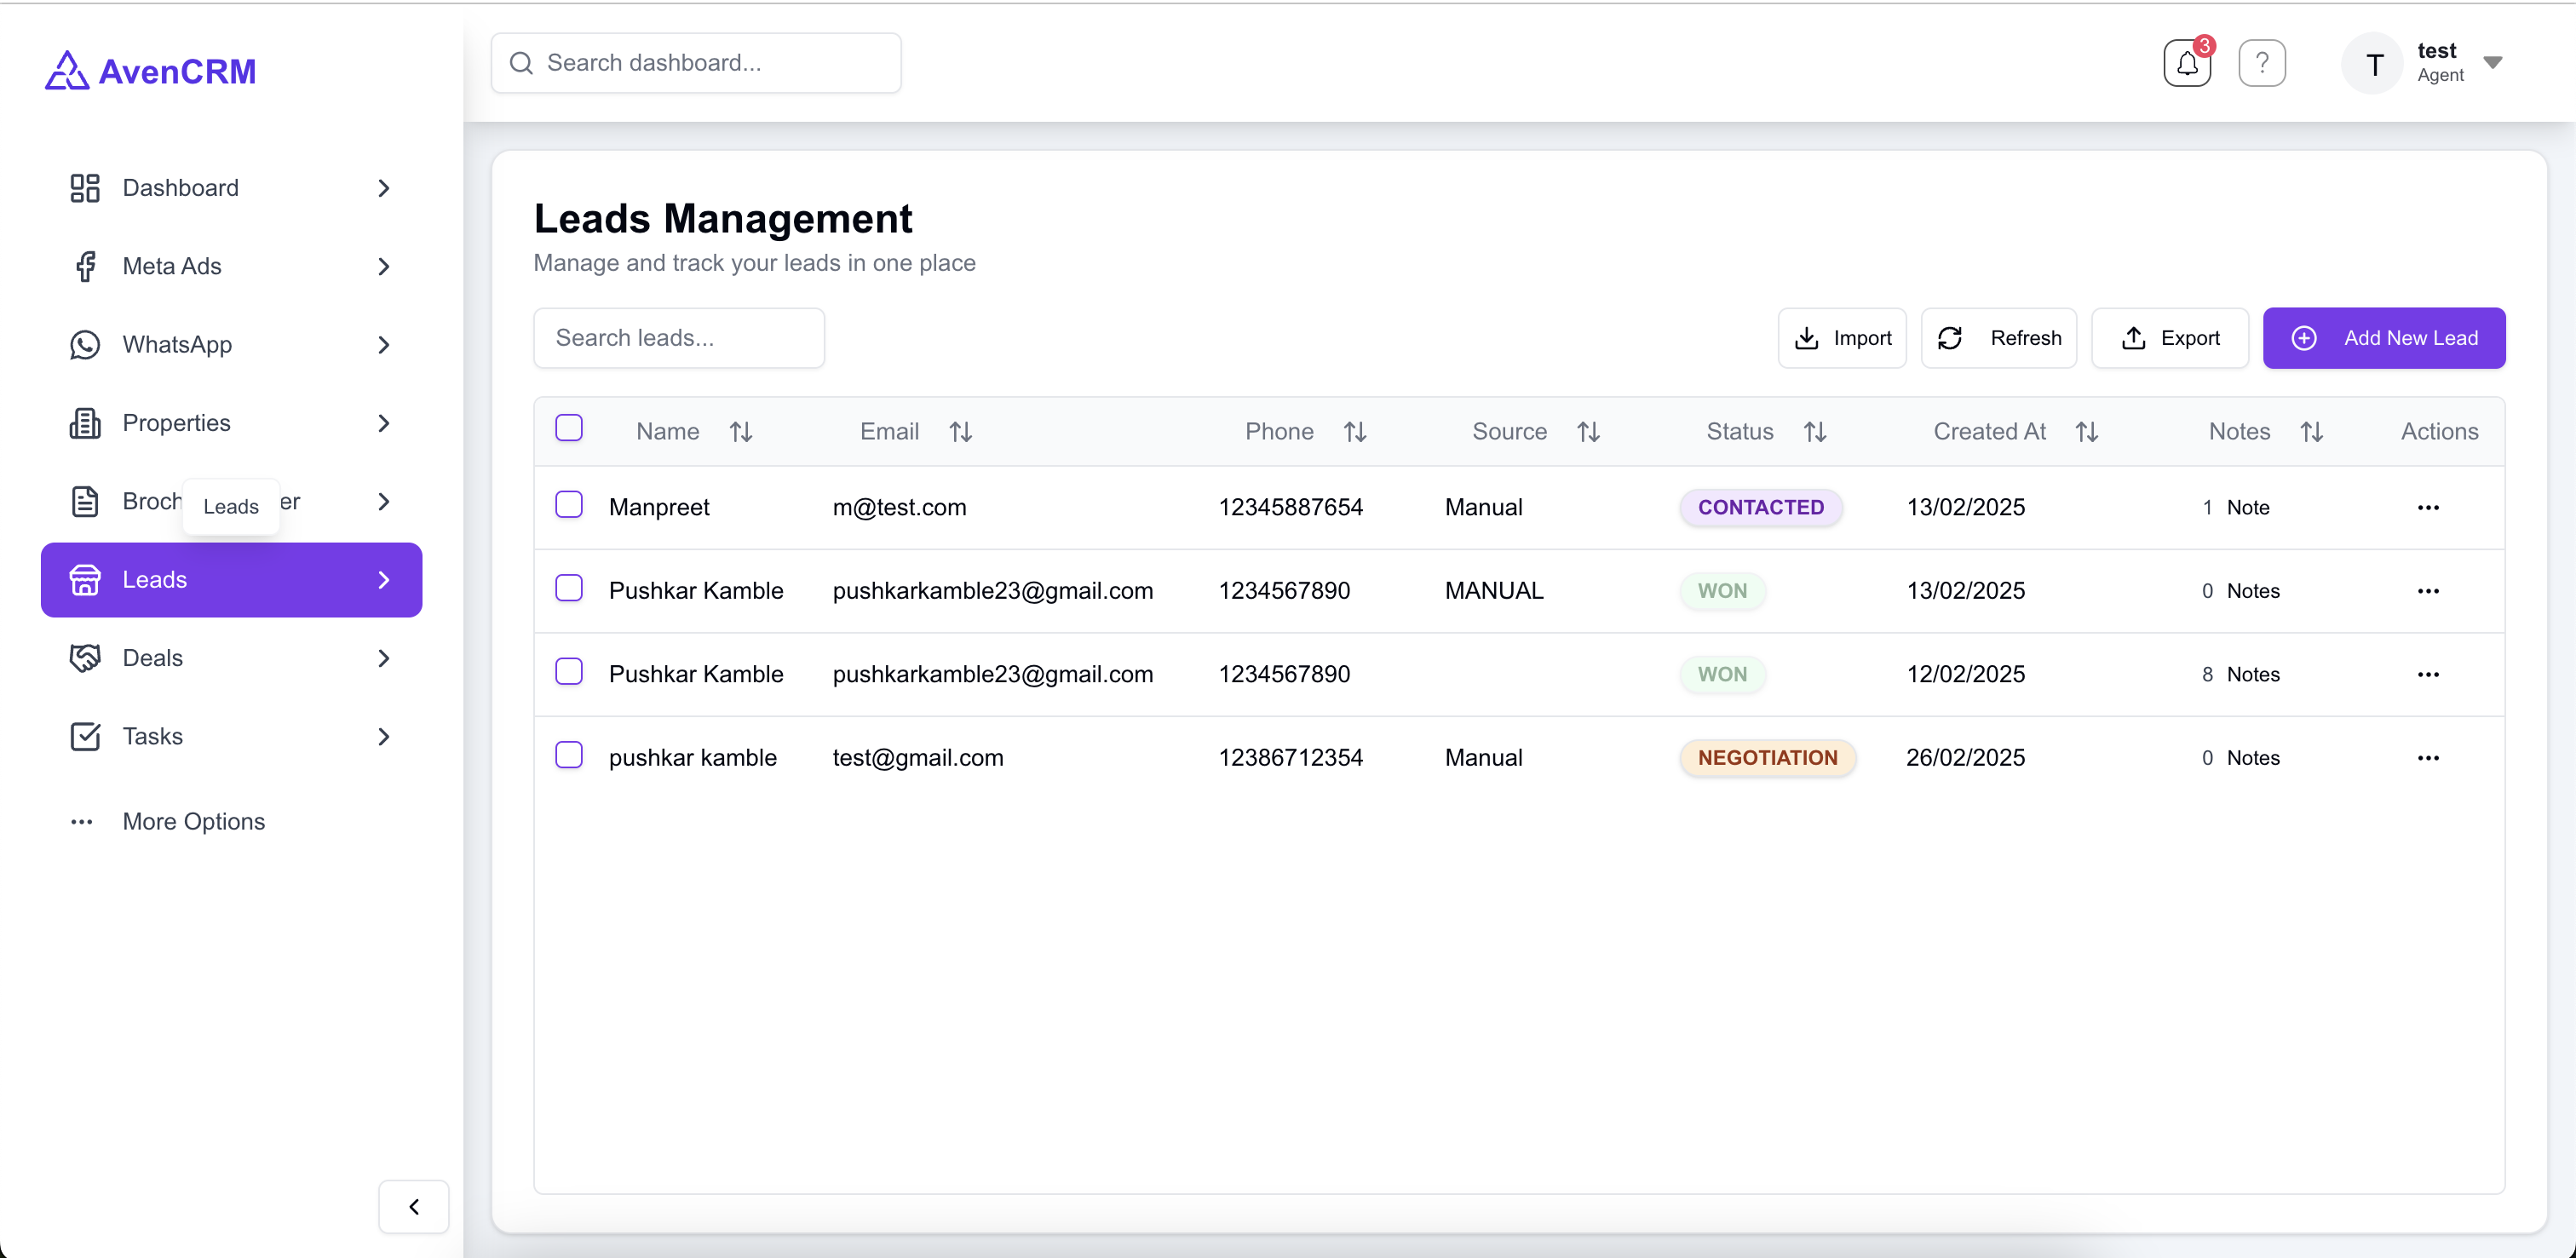 AvenCRM
Search dashboard...
3
?
T
test
Agent
Dashboard
Meta Ads
WhatsApp
Properties
Broch er
Leads
Leads
Deals
Tasks
More Options
Leads Management
Manage and track your leads in one place
Search leads...
Import Refresh Export Add New Lead
Name Email Phone Source Status Created At Notes Actions
Manpreet m@test.com 12345887654 Manual CONTACTED 13/02/2025 1 Note
Pushkar Kamble pushkarkamble23@gmail.com 1234567890 MANUAL WON 13/02/2025 0 Notes
Pushkar Kamble pushkarkamble23@gmail.com 1234567890 WON 12/02/2025 8 Notes
pushkar kamble test@gmail.com 12386712354 Manual NEGOTIATION 26/02/2025 0 Notes